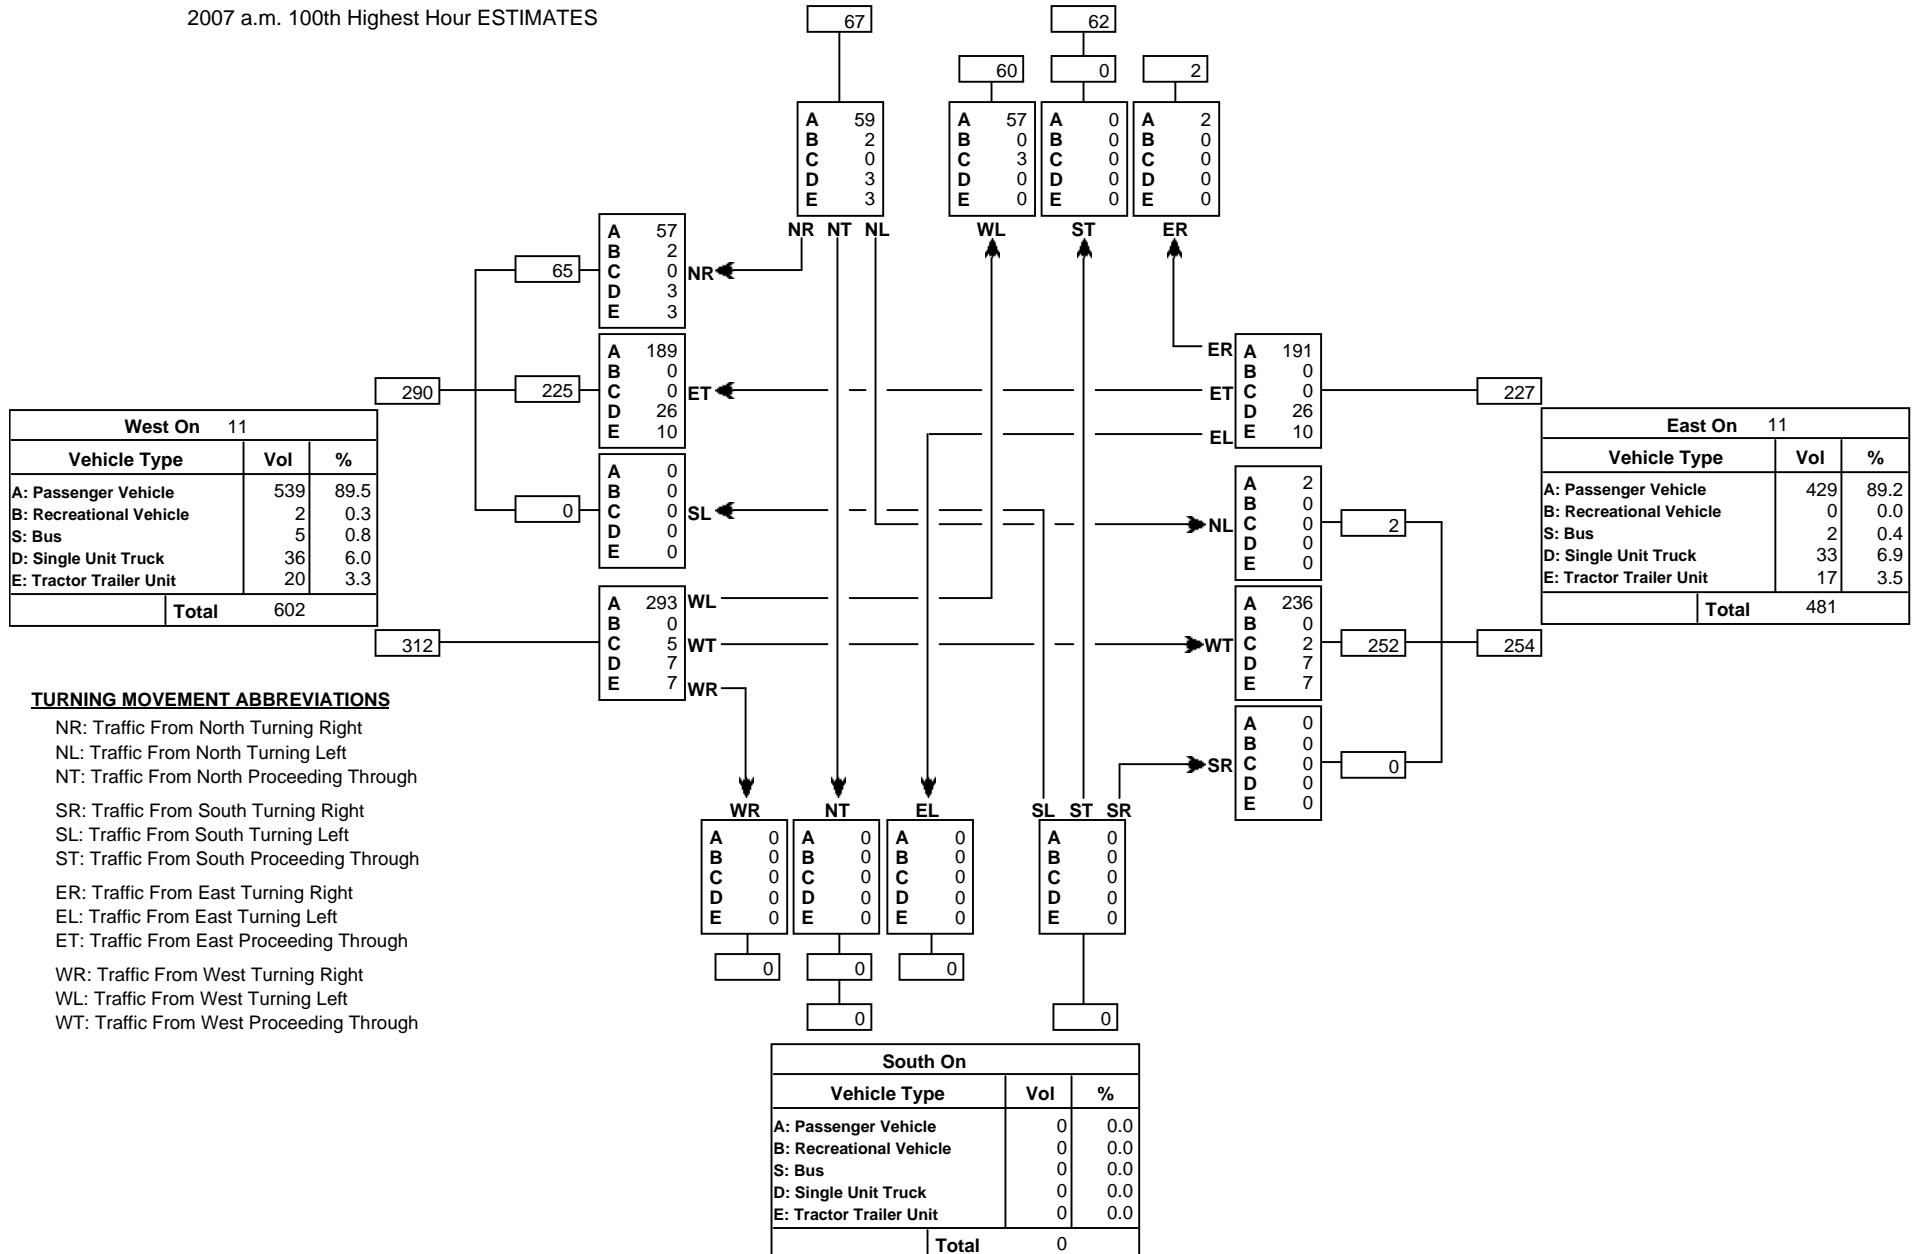 2007 a.m. 100th Highest Hour ESTIMATES
67
62
60
0
2
A 59
B 2
C 0
D 3
E 3
A 57
B 0
C 3
D 0
E 0
A 0
B 0
C 0
D 0
E 0
A 2
B 0
C 0
D 0
E 0
NR NT NL
WL
ST
ER
65
A 57
B 2
C 0
D 3
E 3
NR
290
225
A 189
B 0
C 0
D 26
E 10
ET
0
A 0
B 0
C 0
D 0
E 0
SL
312
A 293
B 0
C 5
D 7
E 7
WL
WT
WR
West On 11
Vehicle Type Vol %
A: Passenger Vehicle 539 89.5
B: Recreational Vehicle 2 0.3
S: Bus 5 0.8
D: Single Unit Truck 36 6.0
E: Tractor Trailer Unit 20 3.3
Total 602
ER
ET
EL
A 191
B 0
C 0
D 26
E 10
227
NL
A 2
B 0
C 0
D 0
E 0
2
WT
A 236
B 0
C 2
D 7
E 7
252
254
SR
A 0
B 0
C 0
D 0
E 0
0
East On 11
Vehicle Type Vol %
A: Passenger Vehicle 429 89.2
B: Recreational Vehicle 0 0.0
S: Bus 2 0.4
D: Single Unit Truck 33 6.9
E: Tractor Trailer Unit 17 3.5
Total 481
TURNING MOVEMENT ABBREVIATIONS
NR: Traffic From North Turning Right
NL: Traffic From North Turning Left
NT: Traffic From North Proceeding Through
SR: Traffic From South Turning Right
SL: Traffic From South Turning Left
ST: Traffic From South Proceeding Through
ER: Traffic From East Turning Right
EL: Traffic From East Turning Left
ET: Traffic From East Proceeding Through
WR: Traffic From West Turning Right
WL: Traffic From West Turning Left
WT: Traffic From West Proceeding Through
WR
NT
EL
SL ST SR
A 0
B 0
C 0
D 0
E 0
A 0
B 0
C 0
D 0
E 0
A 0
B 0
C 0
D 0
E 0
A 0
B 0
C 0
D 0
E 0
0
0
0
0
0
South On
Vehicle Type Vol %
A: Passenger Vehicle 0 0.0
B: Recreational Vehicle 0 0.0
S: Bus 0 0.0
D: Single Unit Truck 0 0.0
E: Tractor Trailer Unit 0 0.0
Total 0